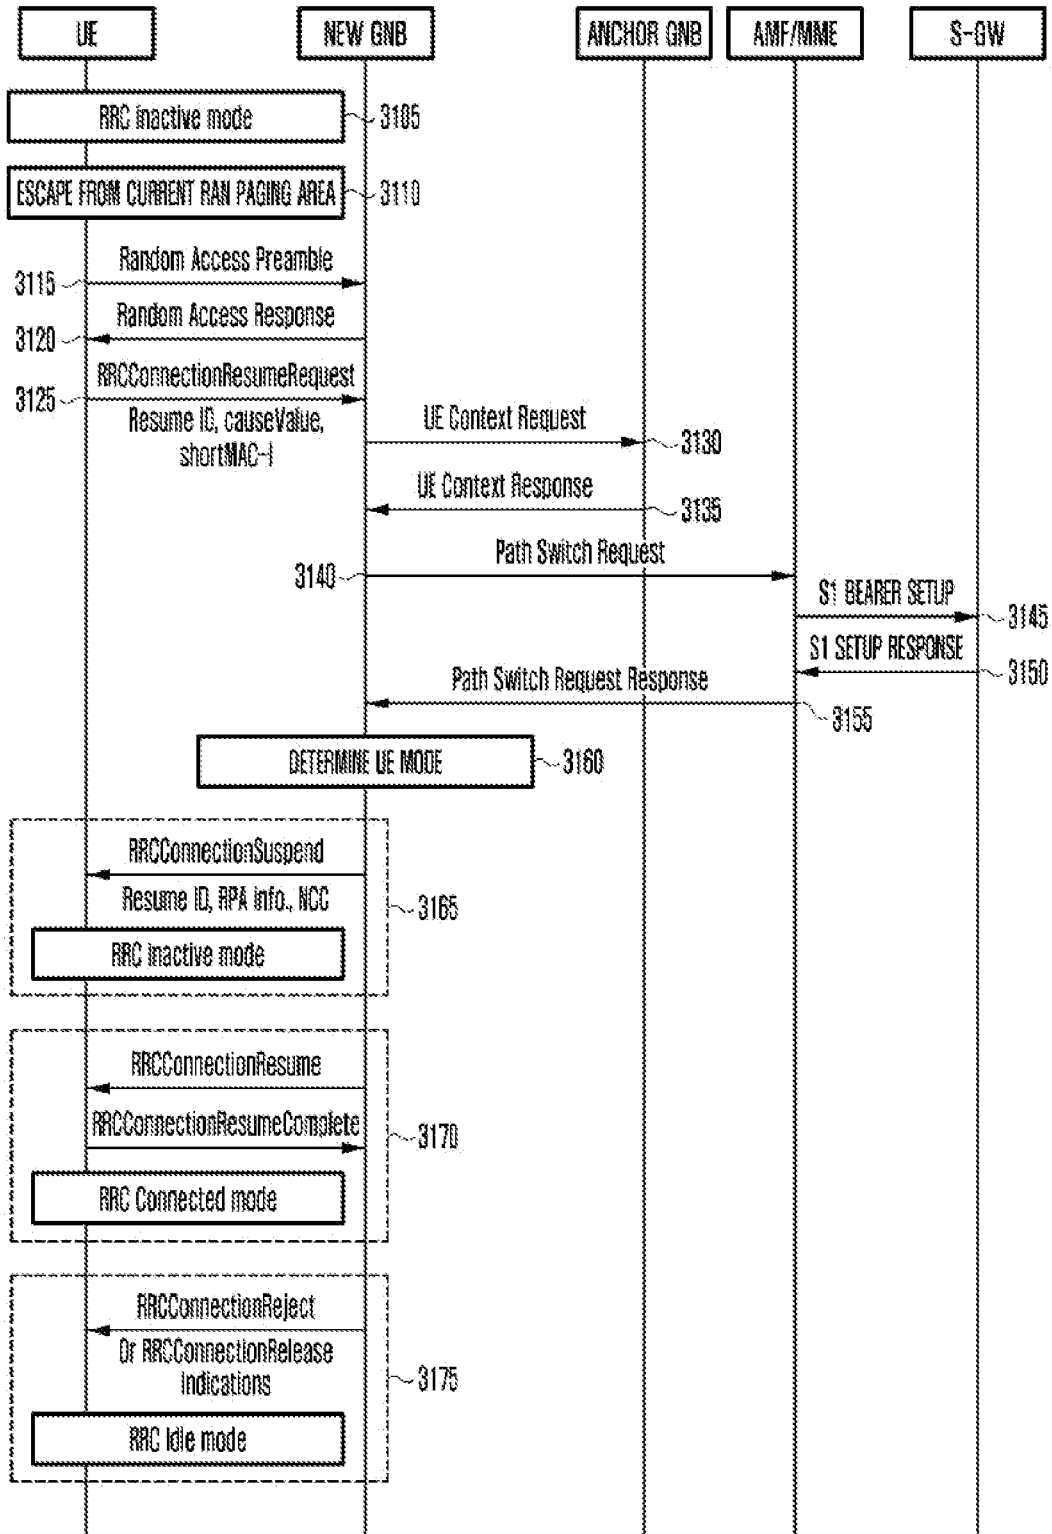 UE
NEW GNB
ANCHOR GNB
AMF/MME
S-GW
RRC inactive mode
3105
ESCAPE FROM CURRENT RAN PAGING AREA
3110
Random Access Preamble
3115
Random Access Response
3120
RRCConnectionResumeRequest
3125
Resume ID, causeValue,
shortMAC-I
UE Context Request
3130
UE Context Response
3135
Path Switch Request
3140
S1 BEARER SETUP
3145
S1 SETUP RESPONSE
3150
Path Switch Request Response
3155
DETERMINE UE MODE
3160
RRCConnectionSuspend
Resume ID, RPA info., NCC
3165
RRC inactive mode
RRCConnectionResume
RRCConnectionResumeComplete
3170
RRC Connected mode
RRCConnectionReject
Or RRCConnectionRelease
Indications
3175
RRC Idle mode